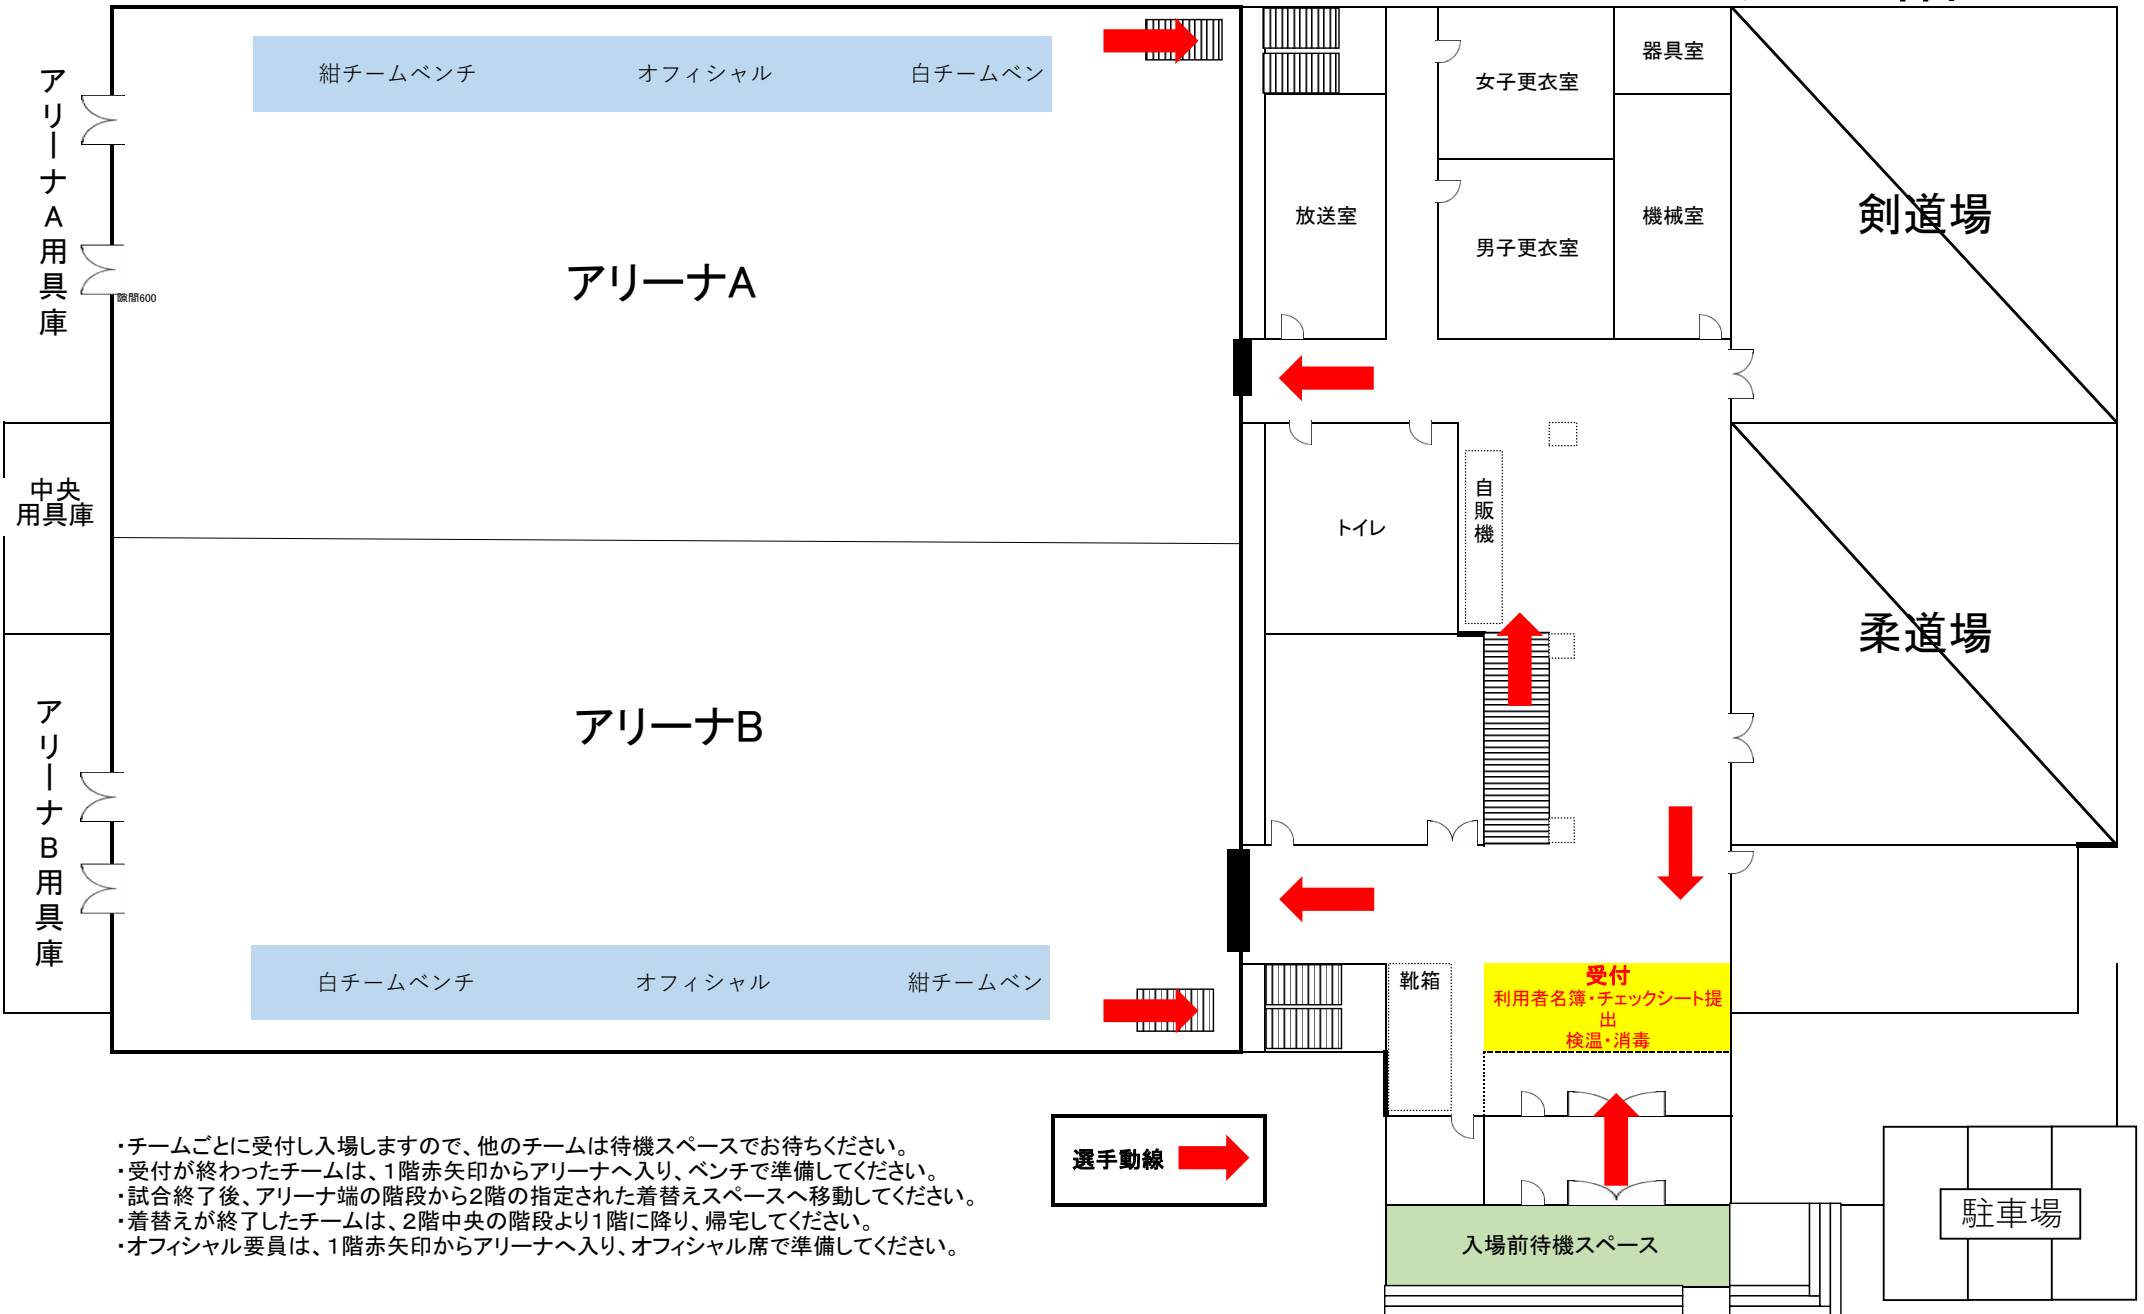 紺チームベンチ オフィシャル 白チームベン
アリーナA用具庫
隙間600
アリーナA
女子更衣室
器具室
放送室
男子更衣室
機械室
剣道場
中央
用具庫
トイレ
自販機
柔道場
アリーナB
アリーナB用具庫
白チームベンチ オフィシャル 紺チームベン
靴箱
受付
利用者名簿・チェックシート提
出
検温・消毒
・チームごとに受付し入場しますので、他のチームは待機スペースでお待ちください。
・受付が終わったチームは、1階赤矢印からアリーナへ入り、ベンチで準備してください。
・試合終了後、アリーナ端の階段から2階の指定された着替えスペースへ移動してください。
・着替えが終了したチームは、2階中央の階段より1階に降り、帰宅してください。
・オフィシャル要員は、1階赤矢印からアリーナへ入り、オフィシャル席で準備してください。
選手動線
入場前待機スペース
駐車場